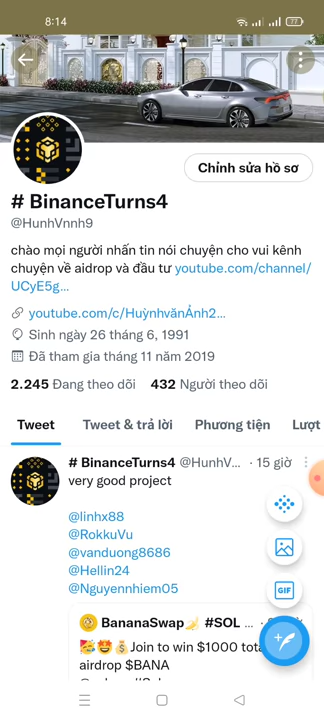 8:14
77
Chỉnh sửa hồ sơ
# BinanceTurns4
@HunhVnnh9
chào mọi người nhấn tin nói chuyện cho vui kênh
chuyện về aidrop và đầu tư youtube.com/channel/
UCyE5g...
youtube.com/c/HuỳnhvănẢnh2...
Sinh ngày 26 tháng 6, 1991
Đã tham gia tháng 11 năm 2019
2.245 Đang theo dõi 432 Người theo dõi
Tweet Tweet & trả lời Phương tiện Lượt
# BinanceTurns4 @HunhV... · 15 giờ
very good project
@linhx88
@RokkuVu
@vanduong8686
@Hellin24
@Nguyennhiem05
GIF
BananaSwap🍌 #SOL ...
🥳🤩💰Join to win $1000 tota
airdrop $BANA